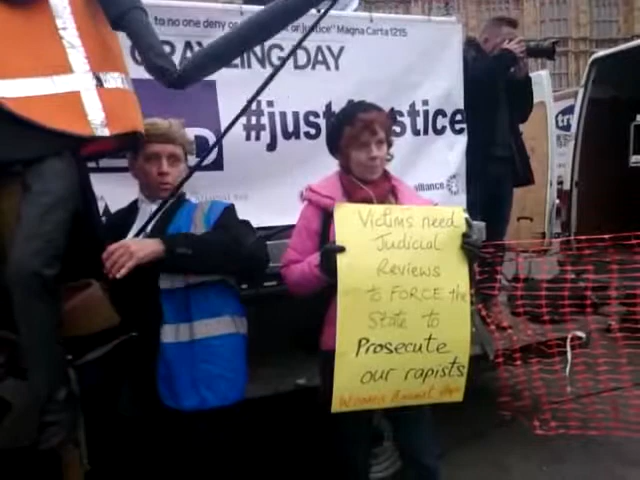 to no one deny or or justice" Magna Carta 1215
GRAYLING DAY
#just stice
alliance
Victims need
Judicial
Reviews
to FORCE the
State to
Prosecute
our rapists
Women Against